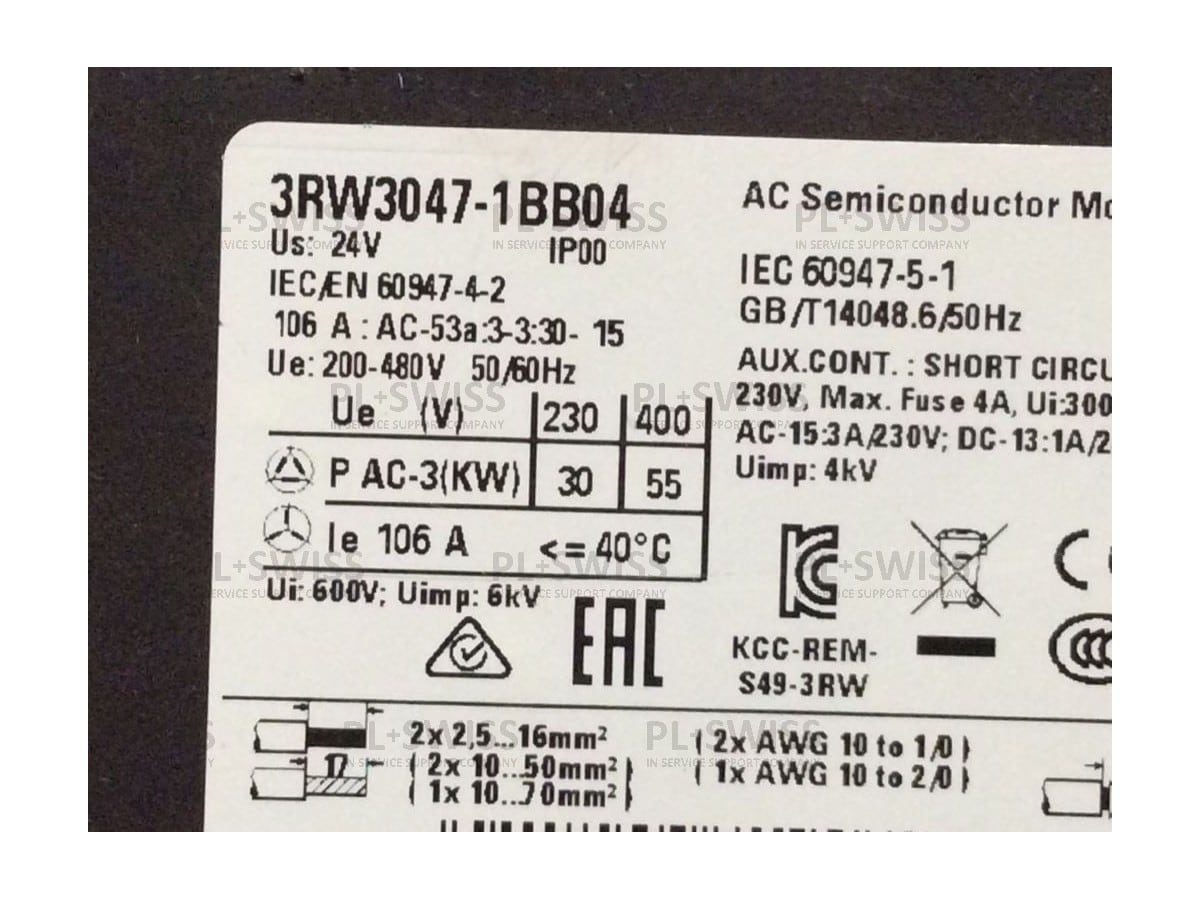 3RW3047-1BB04
Us: 24V IP00
IEC/EN 60947-4-2
106 A : AC-53a:3-3:30- 15
Ue: 200-480V 50/60Hz
Ue (V) 230 400
P AC-3(KW) 30 55
Ie 106 A <=40°C
Ui: 600V; Uimp: 6kV
AC Semiconductor Mo
IEC 60947-5-1
GB/T14048.6/50Hz
AUX.CONT. : SHORT CIRCU
230V, Max. Fuse 4A, Ui:300
AC-15:3A/230V; DC-13:1A/2
Uimp: 4kV
EAC
KCC-REM-
S49-3RW
CCC
17
2x 2,5...16mm²
( 2x 10...50mm² )
( 1x 10...70mm² )
( 2x AWG 10 to 1/0 )
( 1x AWG 10 to 2/0 )
PL+SWISS
IN SERVICE SUPPORT COMPANY